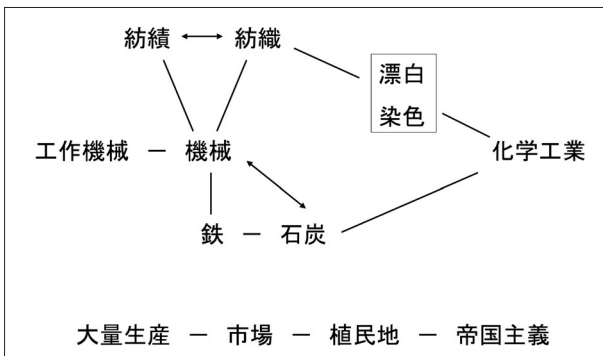 紡績 紡織
漂白
染色
工作機械 － 機械 化学工業
鉄 － 石炭
大量生産 － 市場 － 植民地 － 帝国主義